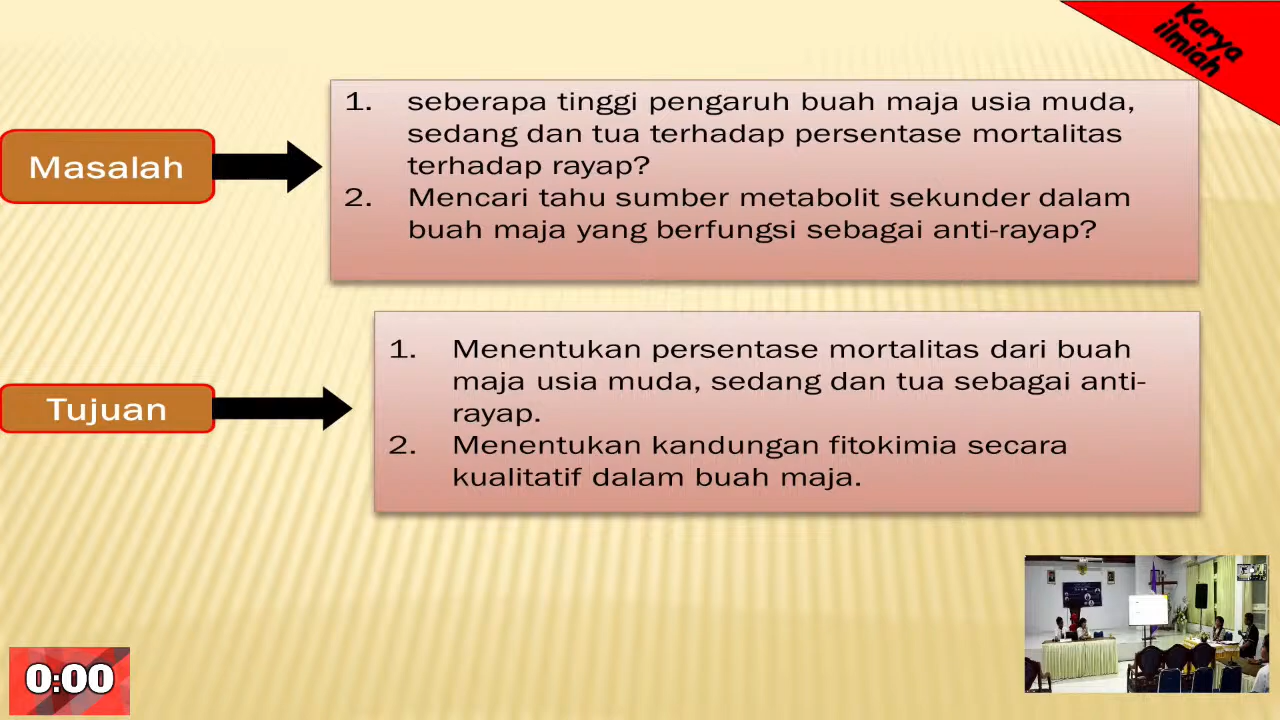 Karya
ilmiah
Masalah
1. seberapa tinggi pengaruh buah maja usia muda,
sedang dan tua terhadap persentase mortalitas
terhadap rayap?
2. Mencari tahu sumber metabolit sekunder dalam
buah maja yang berfungsi sebagai anti-rayap?
Tujuan
1. Menentukan persentase mortalitas dari buah
maja usia muda, sedang dan tua sebagai anti-
rayap.
2. Menentukan kandungan fitokimia secara
kualitatif dalam buah maja.
0:00